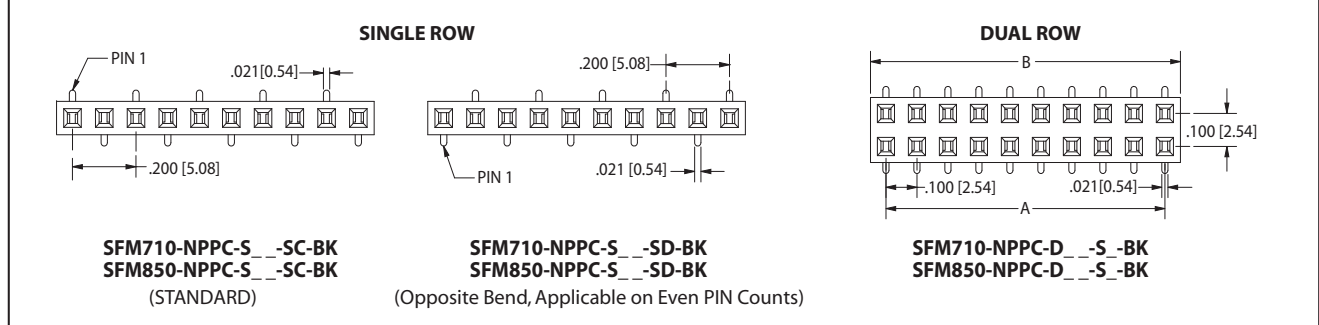 SINGLE ROW
PIN 1
.021[0.54]
.200 [5.08]
SFM710-NPPC-S_ _-SC-BK
SFM850-NPPC-S_ _-SC-BK
(STANDARD)
.200 [5.08]
PIN 1
.021 [0.54]
SFM710-NPPC-S_ _-SD-BK
SFM850-NPPC-S_ _-SD-BK
(Opposite Bend, Applicable on Even PIN Counts)
DUAL ROW
B
.100 [2.54]
.100 [2.54]
.021[0.54]
A
SFM710-NPPC-D_ _-S_-BK
SFM850-NPPC-D_ _-S_-BK